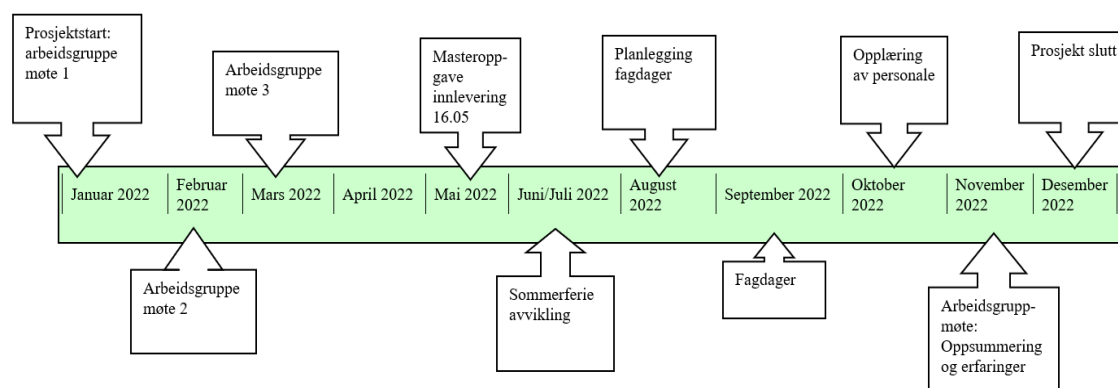 Prosjektstart:
arbeidsgruppe
møte 1
Arbeidsgruppe
møte 3
Masteropp-
gave
innlevering
16.05
Planlegging
fagdager
Opplæring
av personale
Prosjekt slutt
Januar 2022
Februar
2022
Mars 2022
April 2022
Mai 2022
Juni/Juli 2022
August
2022
September 2022
Oktober
2022
November
2022
Desember
2022
Arbeidsgruppe
møte 2
Sommerferie
avvikling
Fagdager
Arbeidsgrupp-
møte:
Oppsummering
og erfaringer